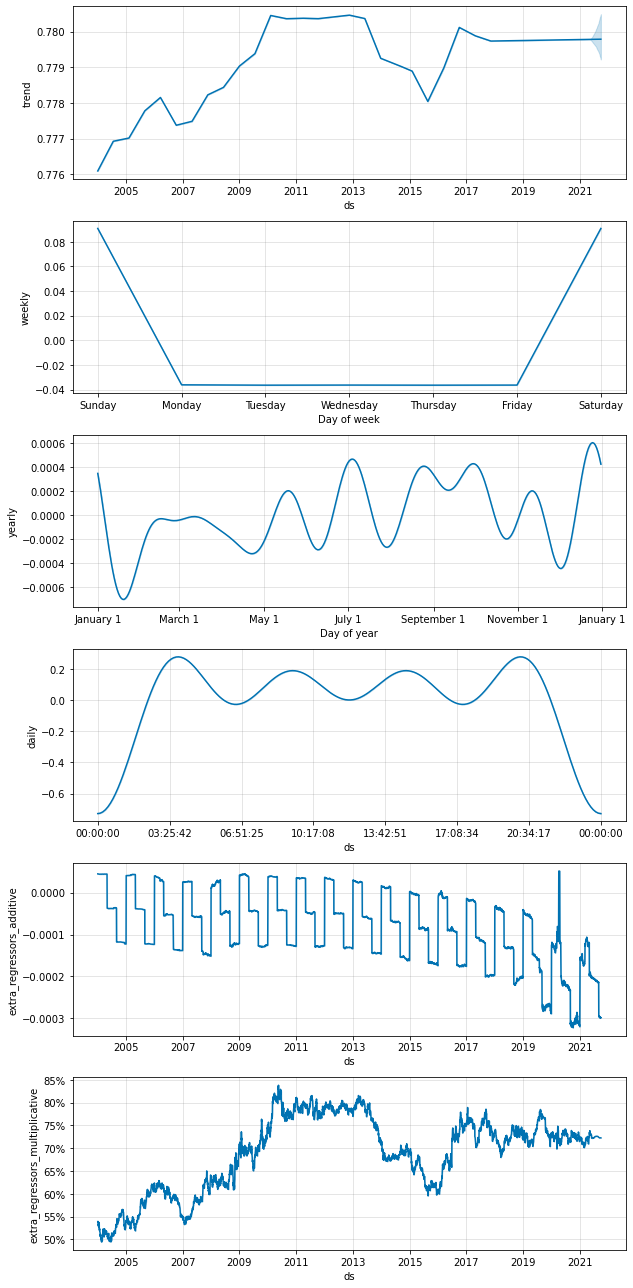 0.780
0.779
0.778
0.777
0.776
trend
2005 2007 2009 2011 2013 2015 2017 2019 2021
ds
0.08
0.06
0.04
0.02
0.00
−0.02
−0.04
weekly
Sunday Monday Tuesday Wednesday Thursday Friday Saturday
Day of week
0.0006
0.0004
0.0002
0.0000
−0.0002
−0.0004
−0.0006
yearly
January 1 March 1 May 1 July 1 September 1 November 1 January 1
Day of year
0.2
0.0
−0.2
−0.4
−0.6
daily
00:00:00 03:25:42 06:51:25 10:17:08 13:42:51 17:08:34 20:34:17 00:00:00
ds
0.0000
−0.0001
−0.0002
−0.0003
extra_regressors_additive
2005 2007 2009 2011 2013 2015 2017 2019 2021
ds
85%
80%
75%
70%
65%
60%
55%
50%
extra_regressors_multiplicative
2005 2007 2009 2011 2013 2015 2017 2019 2021
ds